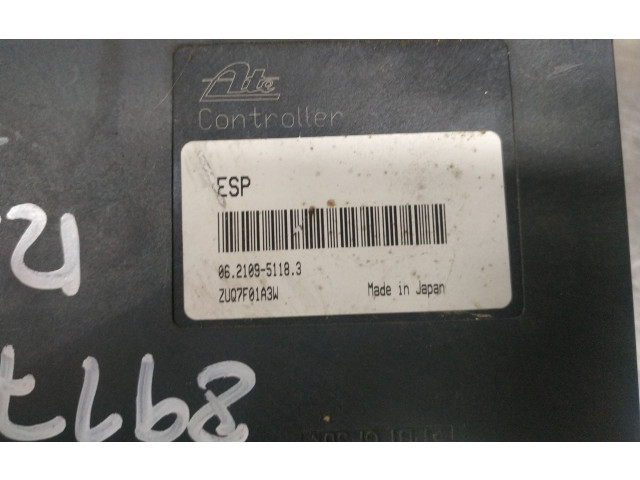 Ate
Controller
ESP
06.2109-5118.3
ZUQ7F01A3W Made in Japan